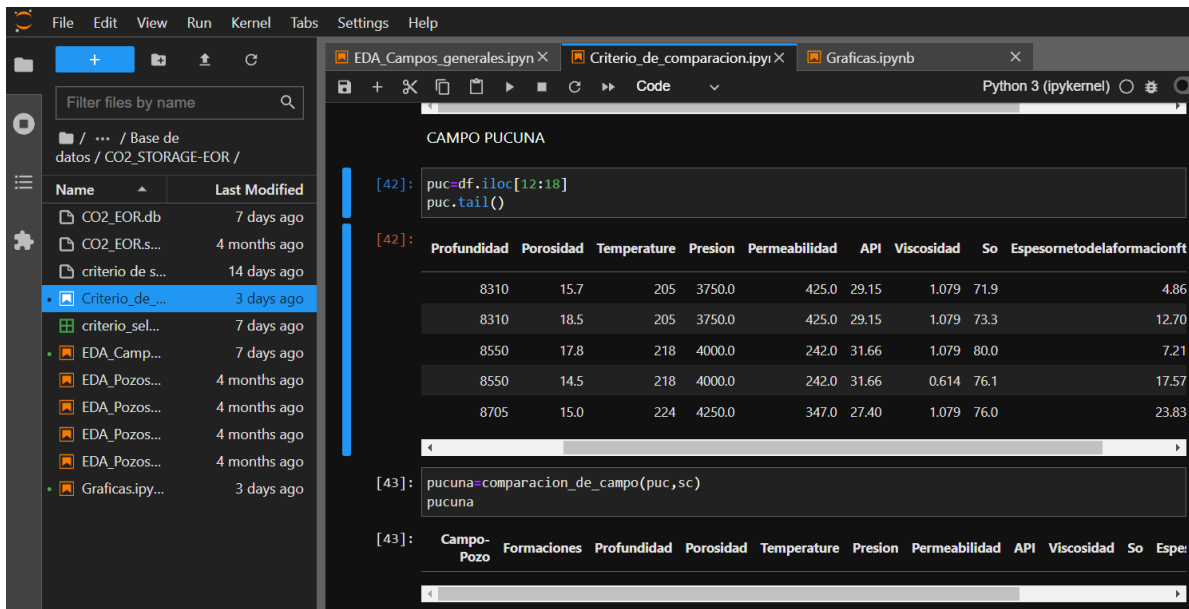 File Edit View Run Kernel Tabs Settings Help
EDA_Campos_generales.ipyn Criterio_de_comparacion.ipyı Graficas.ipynb
Code Python 3 (ipykernel)
Filter files by name
/ ··· / Base de
datos / CO2_STORAGE-EOR /
Name Last Modified
CO2_EOR.db 7 days ago
CO2_EOR.s... 4 months ago
criterio de s... 14 days ago
Criterio_de_... 3 days ago
criterio_sel... 7 days ago
EDA_Camp... 7 days ago
EDA_Pozos... 4 months ago
EDA_Pozos... 4 months ago
EDA_Pozos... 4 months ago
EDA_Pozos... 4 months ago
Graficas.ipy... 3 days ago
CAMPO PUCUNA
[42]: puc=df.iloc[12:18]
puc.tail()
[42]: Profundidad Porosidad Temperature Presion Permeabilidad API Viscosidad So Espesornetodelaformacionft
8310 15.7 205 3750.0 425.0 29.15 1.079 71.9 4.86
8310 18.5 205 3750.0 425.0 29.15 1.079 73.3 12.70
8550 17.8 218 4000.0 242.0 31.66 1.079 80.0 7.21
8550 14.5 218 4000.0 242.0 31.66 0.614 76.1 17.57
8705 15.0 224 4250.0 347.0 27.40 1.079 76.0 23.83
[43]: pucuna=comparacion_de_campo(puc,sc)
pucuna
[43]: Campo-
Pozo Formaciones Profundidad Porosidad Temperature Presion Permeabilidad API Viscosidad So Espe